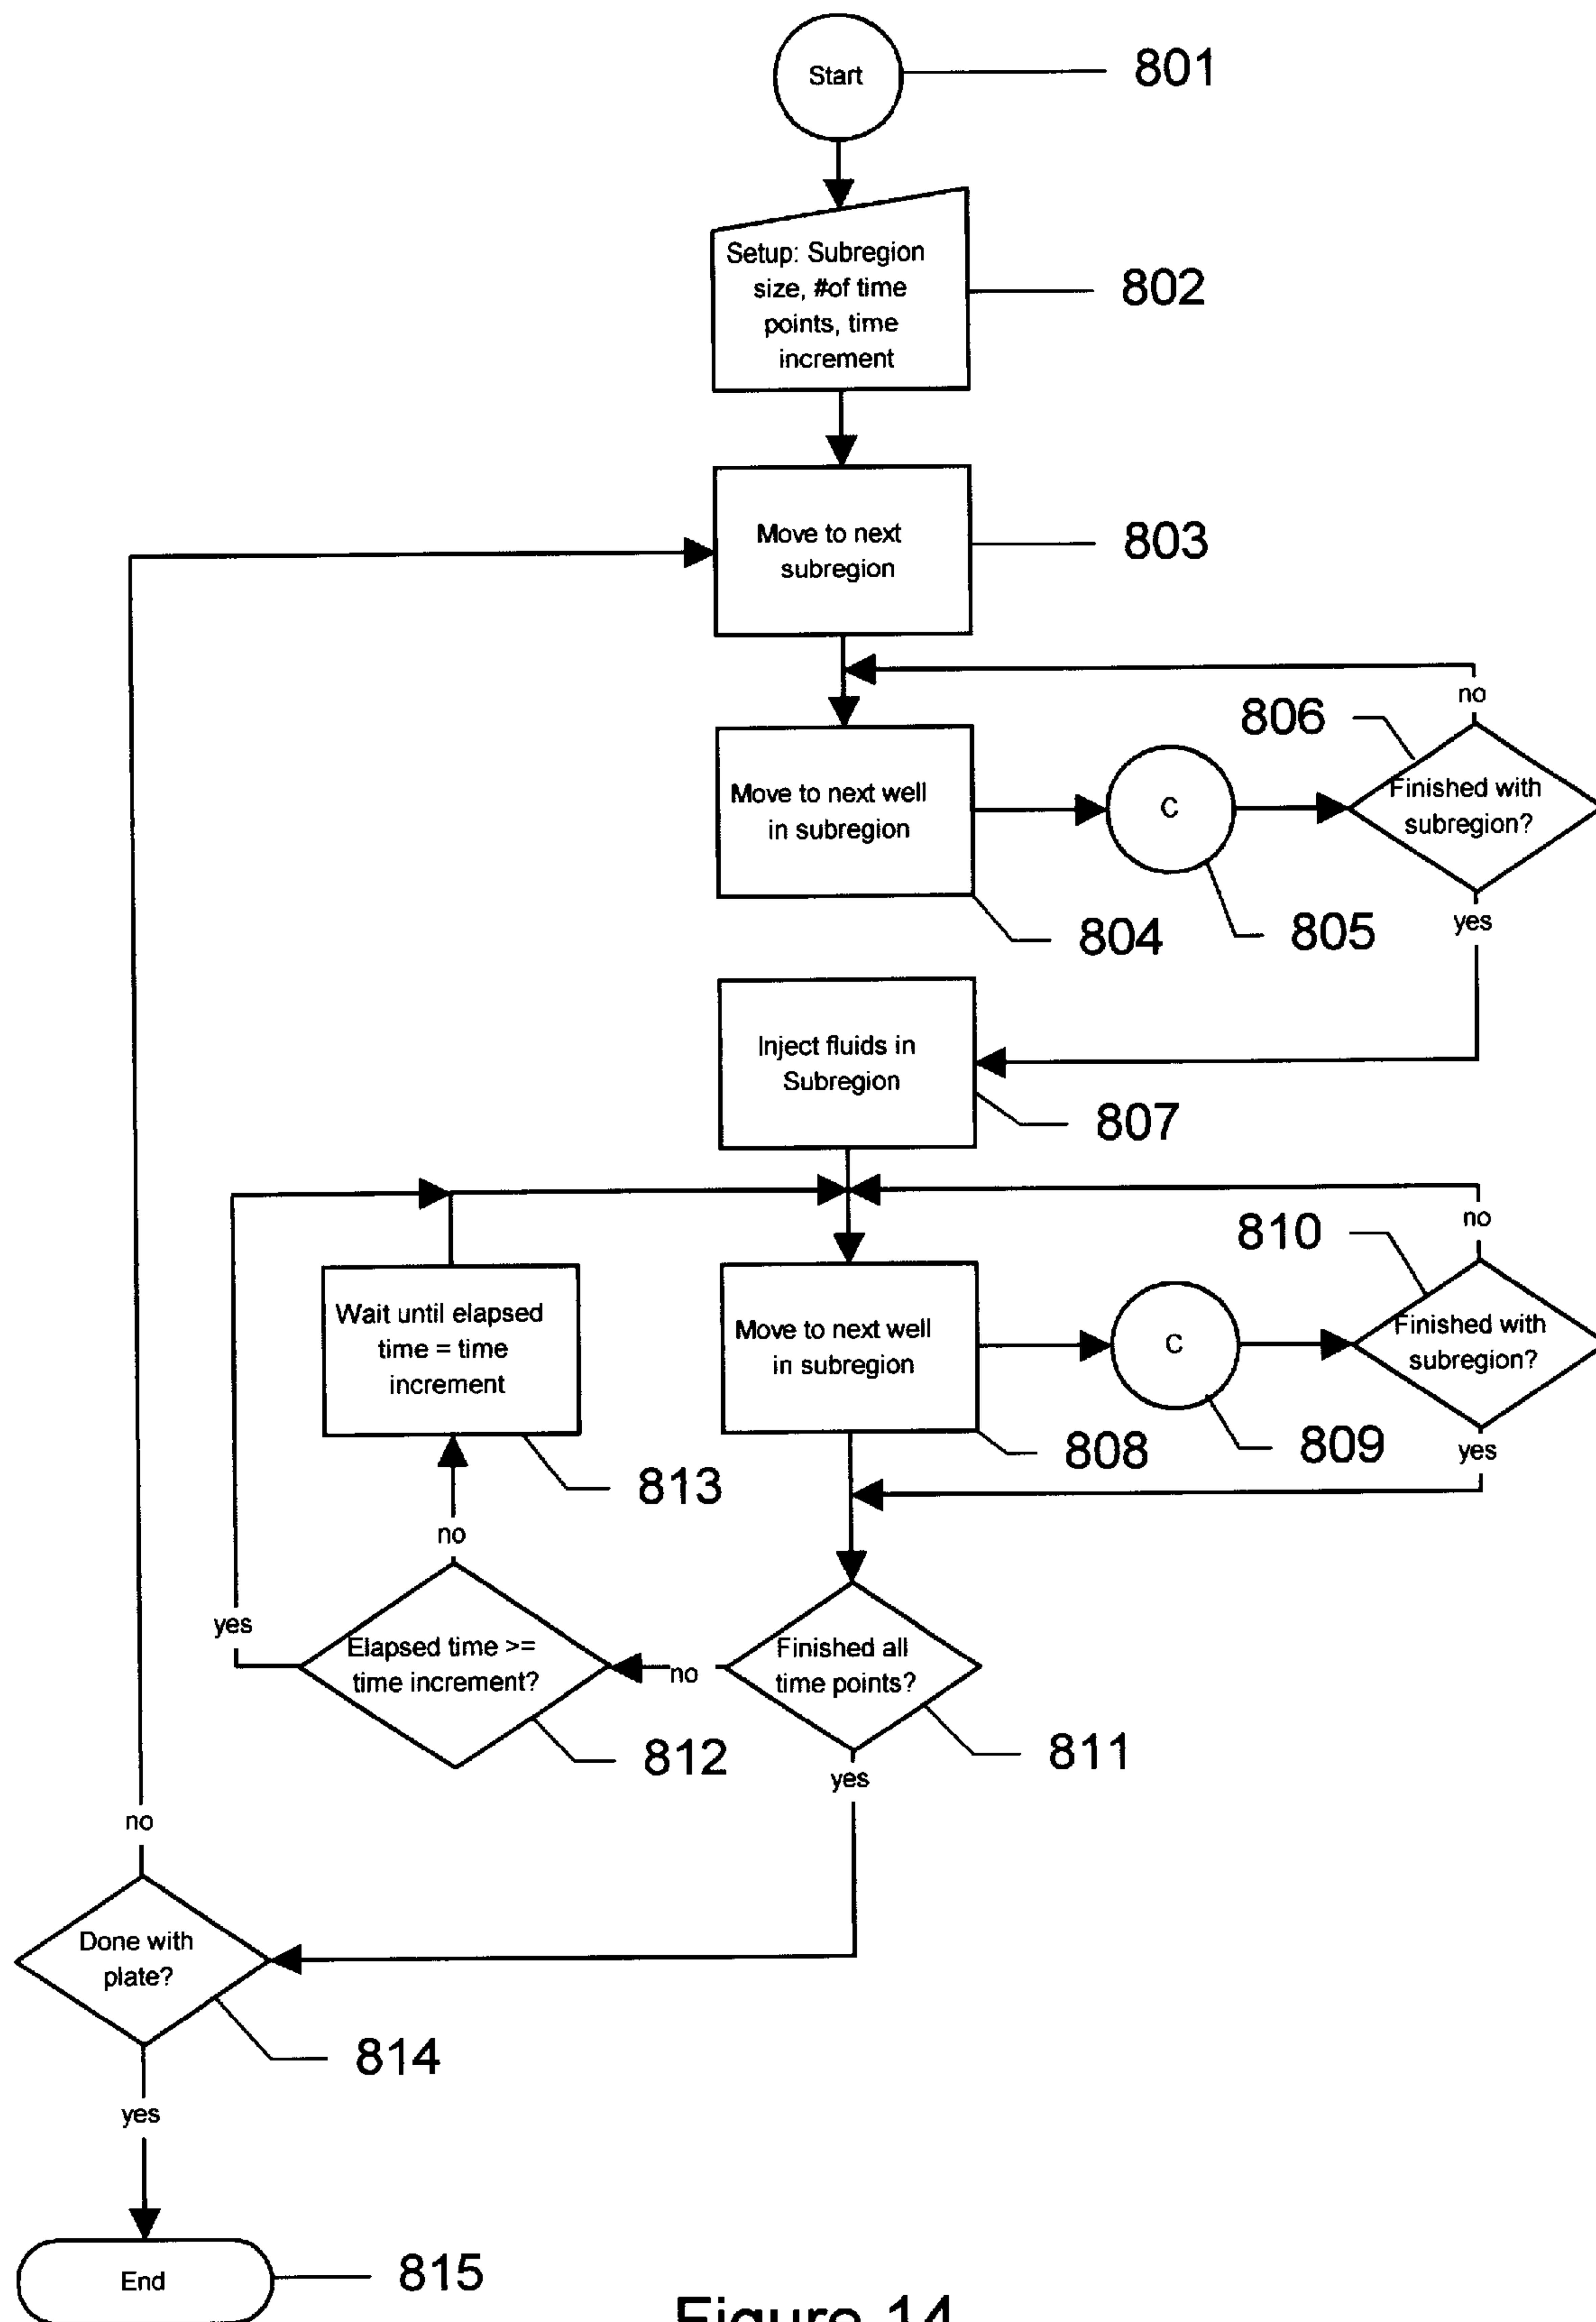 Start
801
Setup: Subregion
size, #of time
points, time
increment
802
Move to next
subregion
803
no
806
Move to next well
in subregion
C
Finished with
subregion?
804
805
yes
Inject fluids in
Subregion
807
no
810
Wait until elapsed
time = time
increment
Move to next well
in subregion
C
Finished with
subregion?
813
808
809
yes
no
yes
Elapsed time >=
time increment?
no
Finished all
time points?
812
811
yes
no
Done with
plate?
814
yes
End
815
Figure 14